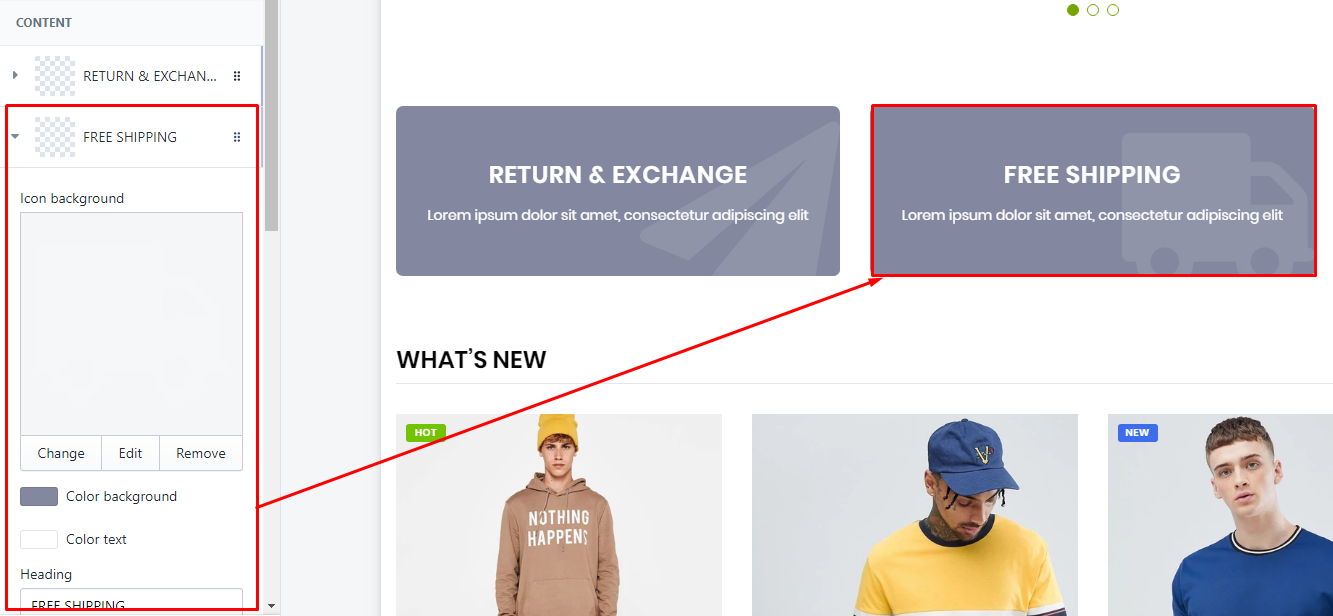 CONTENT
RETURN & EXCHAN...
FREE SHIPPING
Icon background
Change
Edit
Remove
Color background
Color text
Heading
FREE SHIPPING
RETURN & EXCHANGE
Lorem ipsum dolor sit amet, consectetur adipiscing elit
FREE SHIPPING
Lorem ipsum dolor sit amet, consectetur adipiscing elit
WHAT’S NEW
HOT
NOTHING
HAPPENS
NEW